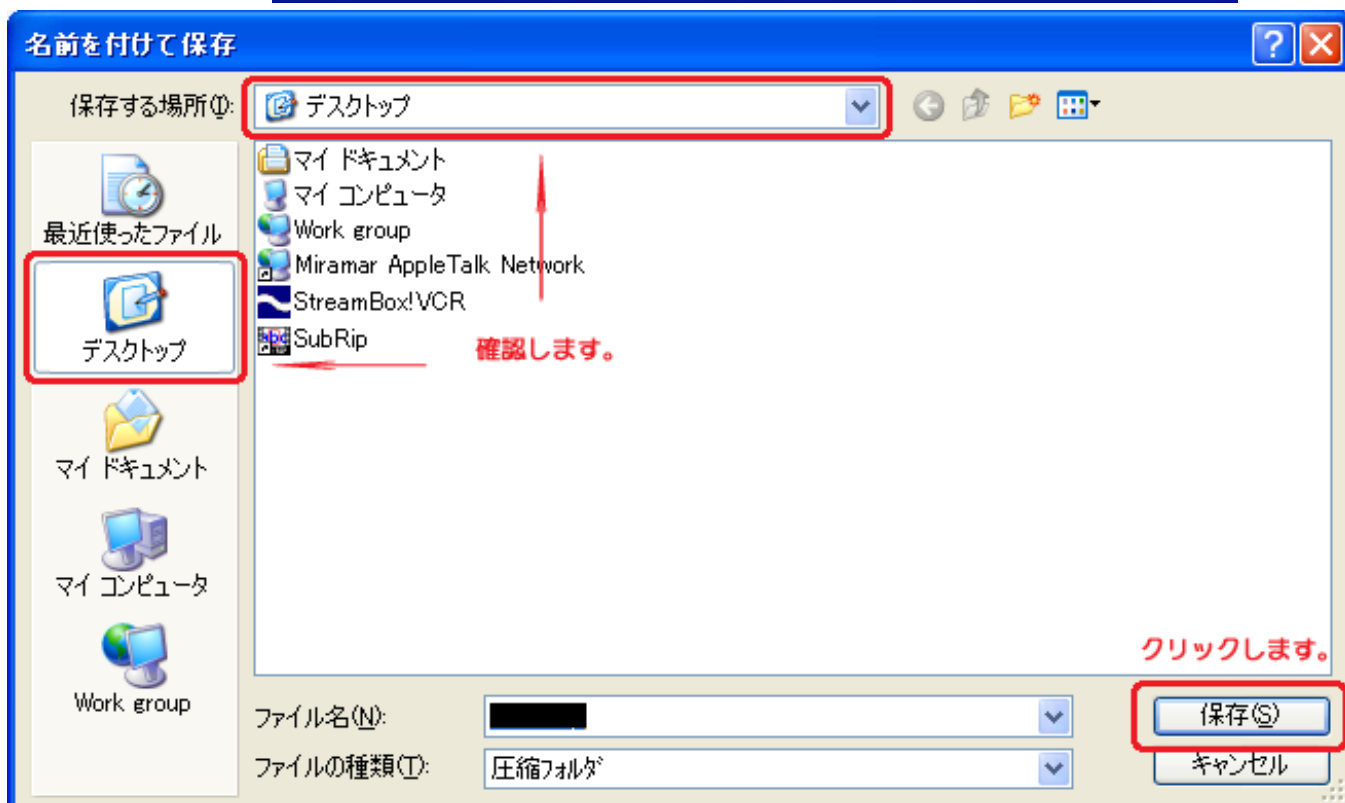 名前を付けて保存
保存する場所(I):
デスクトップ
最近使ったファイル
デスクトップ
マイ ドキュメント
マイ コンピュータ
Work group
マイ ドキュメント
マイ コンピュータ
Work group
Miramar AppleTalk Network
StreamBox!VCR
SubRip
確認します。
クリックします。
ファイル名(N):
保存(S)
ファイルの種類(T):
圧縮フォルダ
キャンセル